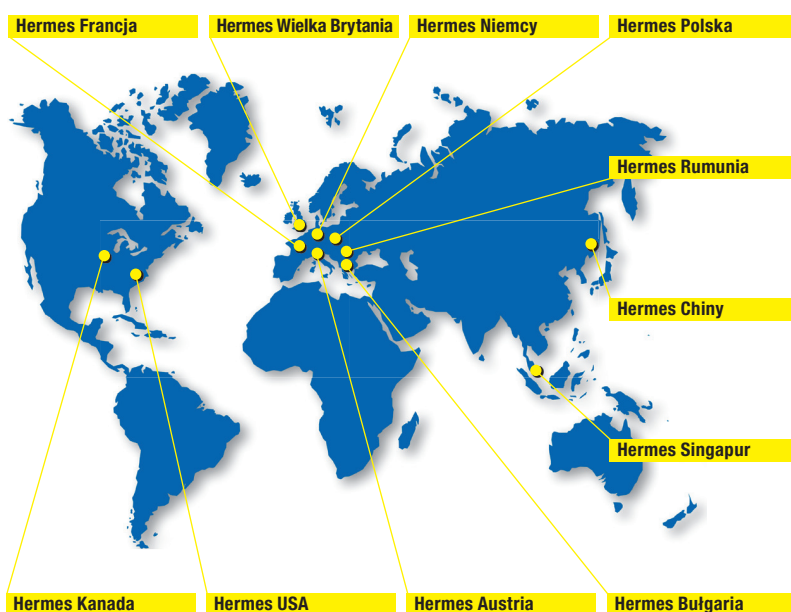 Hermes Francja
Hermes Wielka Brytania
Hermes Niemcy
Hermes Polska
Hermes Rumunia
Hermes Chiny
Hermes Singapur
Hermes Kanada
Hermes USA
Hermes Austria
Hermes Bułgaria